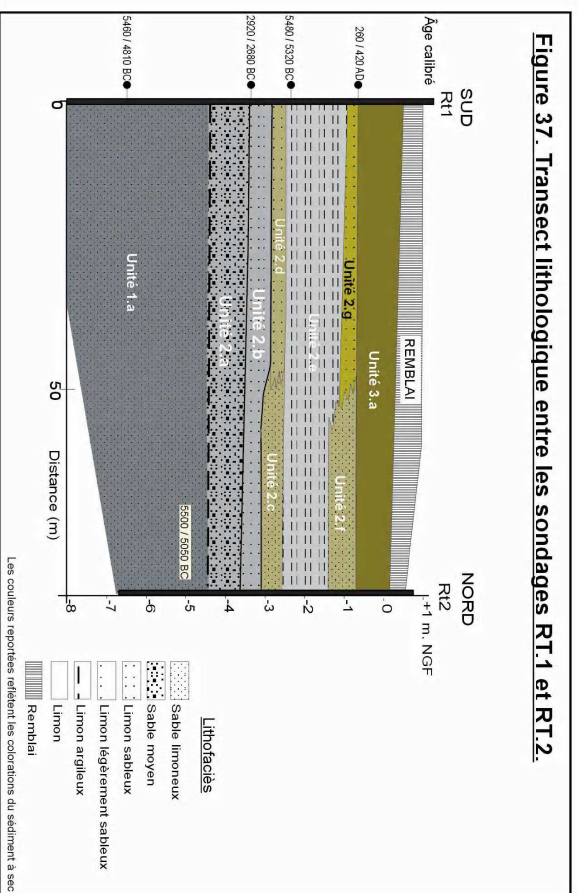 Figure 37. Transect lithologique entre les sondages RT.1 et RT.2.
Âge calibré
SUD
Rt1
NORD
Rt2
+1 m. NGF
0
-1
-2
-3
-4
-5
-6
-7
-8
260 / 420 AD
5480 / 5320 BC
2920 / 2680 BC
5460 / 4810 BC
REMBLAI
Unité 3.a
Unité 2.g
Unité 2.f
Unité 2.e
Unité 2.d
Unité 2.c
Unité 2.b
Unité 2.a
Unité 1.a
5500 / 5050 BC
0
50
Distance (m)
Lithofaciès
Sable limoneux
Sable moyen
Limon sableux
Limon légèrement sableux
Limon argileux
Limon
Remblai
Les couleurs reportées reflètent les colorations du sédiment à sec